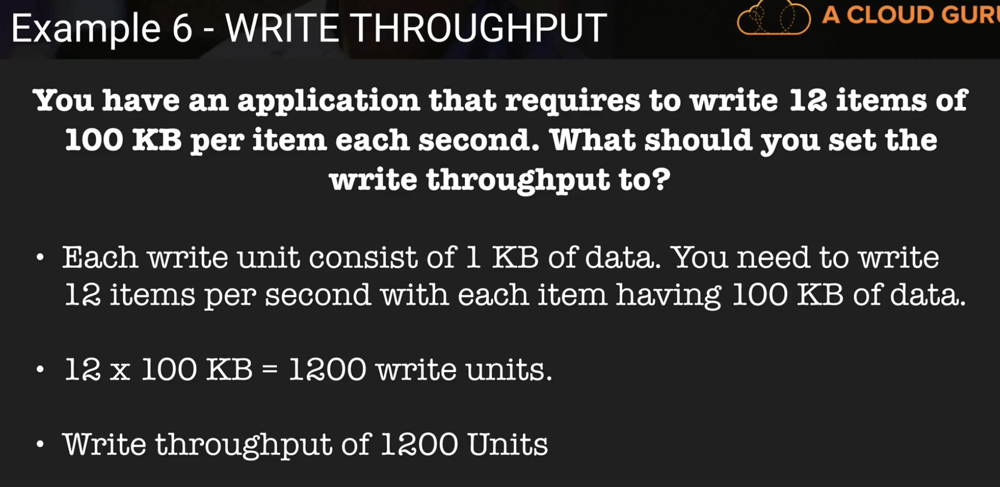 Example 6 - WRITE THROUGHPUT
A CLOUD GURU
You have an application that requires to write 12 items of
100 KB per item each second. What should you set the
write throughput to?
• Each write unit consist of 1 KB of data. You need to write
12 items per second with each item having 100 KB of data.
• 12 x 100 KB = 1200 write units.
• Write throughput of 1200 Units